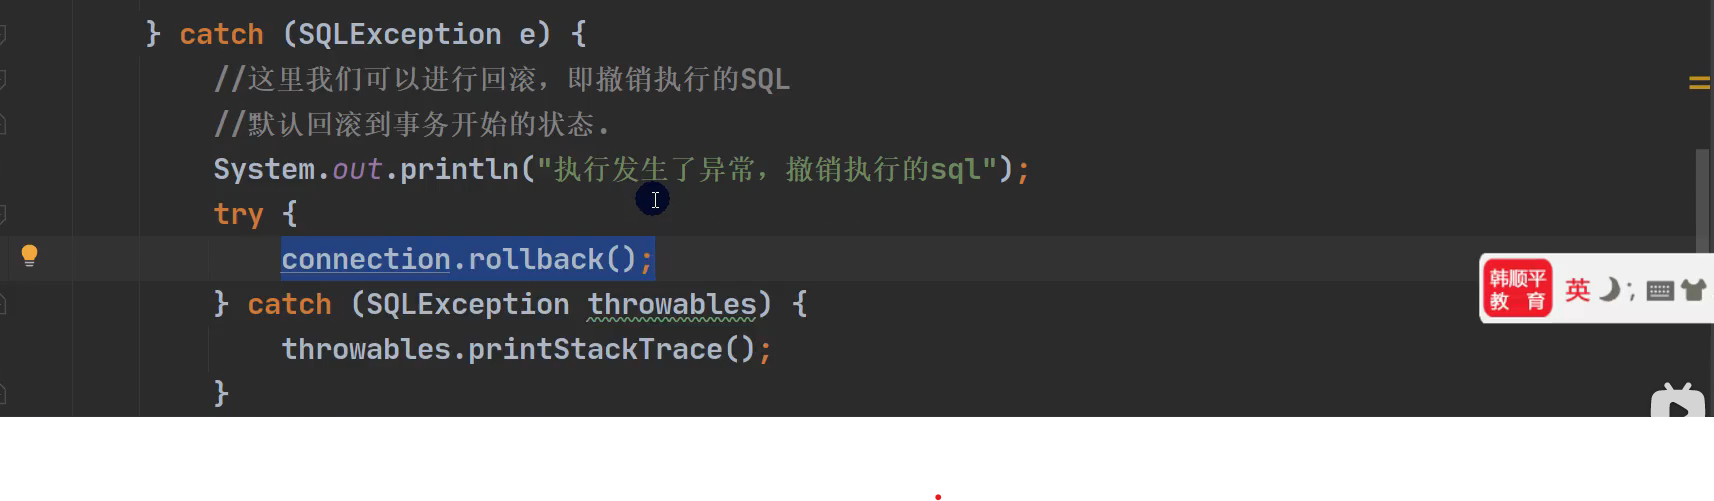 } catch (SQLException e) {
//这里我们可以进行回滚，即撤销执行的SQL
//默认回滚到事务开始的状态.
System.out.println("执行发生了异常，撤销执行的sql");
try {
connection.rollback();
} catch (SQLException throwables) {
throwables.printStackTrace();
}
韩顺平
教 育
英